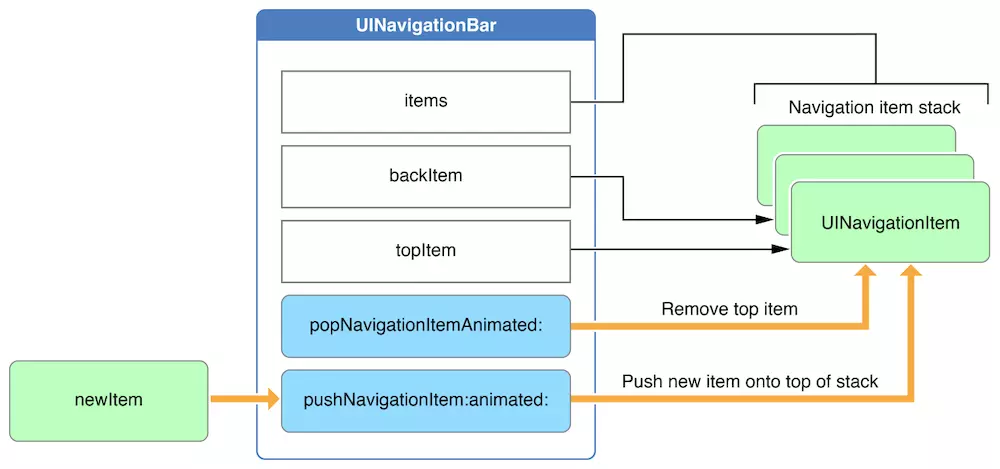 UINavigationBar
items
Navigation item stack
backItem
UINavigationItem
topItem
popNavigationItemAnimated:
Remove top item
newItem
pushNavigationItem:animated:
Push new item onto top of stack